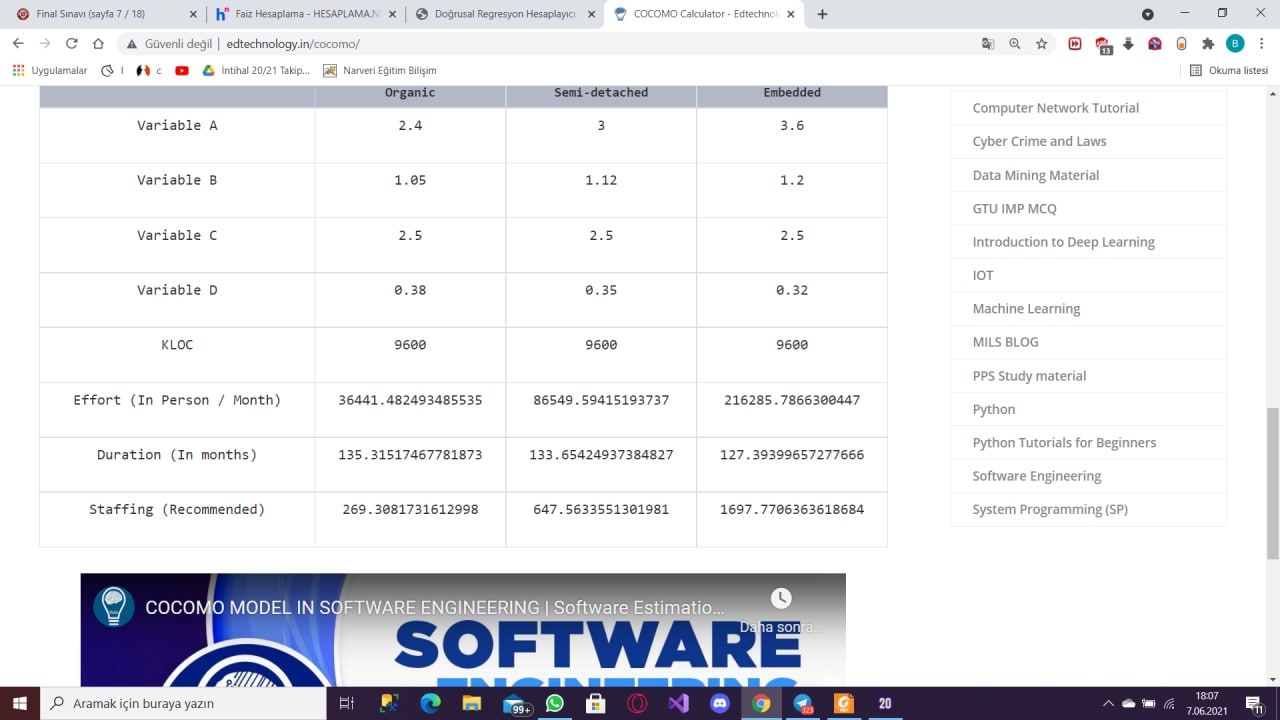 Final Sınavı (sayfa 7 / 18)
Faiz Hesaplama - HESAPLAMA.NE
Doğrusal Regresyon Hesaplayıcı
COCOMO Calculator - Edtechnolo
Güvenli değil | edtechnology.in/cocomo/
13
B
Uygulamalar
l
c
İntihal 20/21 Takip...
Narveri Eğitim Bilişim
Okuma listesi
Organic Semi-detached Embedded
Variable A 2.4 3 3.6
Variable B 1.05 1.12 1.2
Variable C 2.5 2.5 2.5
Variable D 0.38 0.35 0.32
KLOC 9600 9600 9600
Effort (In Person / Month) 36441.482493485535 86549.59415193737 216285.7866300447
Duration (In months) 135.31517467781873 133.65424937384827 127.39399657277666
Staffing (Recommended) 269.3081731612998 647.5633551301981 1697.7706363618684
Computer Network Tutorial
Cyber Crime and Laws
Data Mining Material
GTU IMP MCQ
Introduction to Deep Learning
IOT
Machine Learning
MILS BLOG
PPS Study material
Python
Python Tutorials for Beginners
Software Engineering
System Programming (SP)
COCOMO MODEL IN SOFTWARE ENGINEERING | Software Estimatio...
Daha sonra...
SOFTWARE
ENGINEERING
Aramak için buraya yazın
99+
323
20
18:07
7.06.2021
11